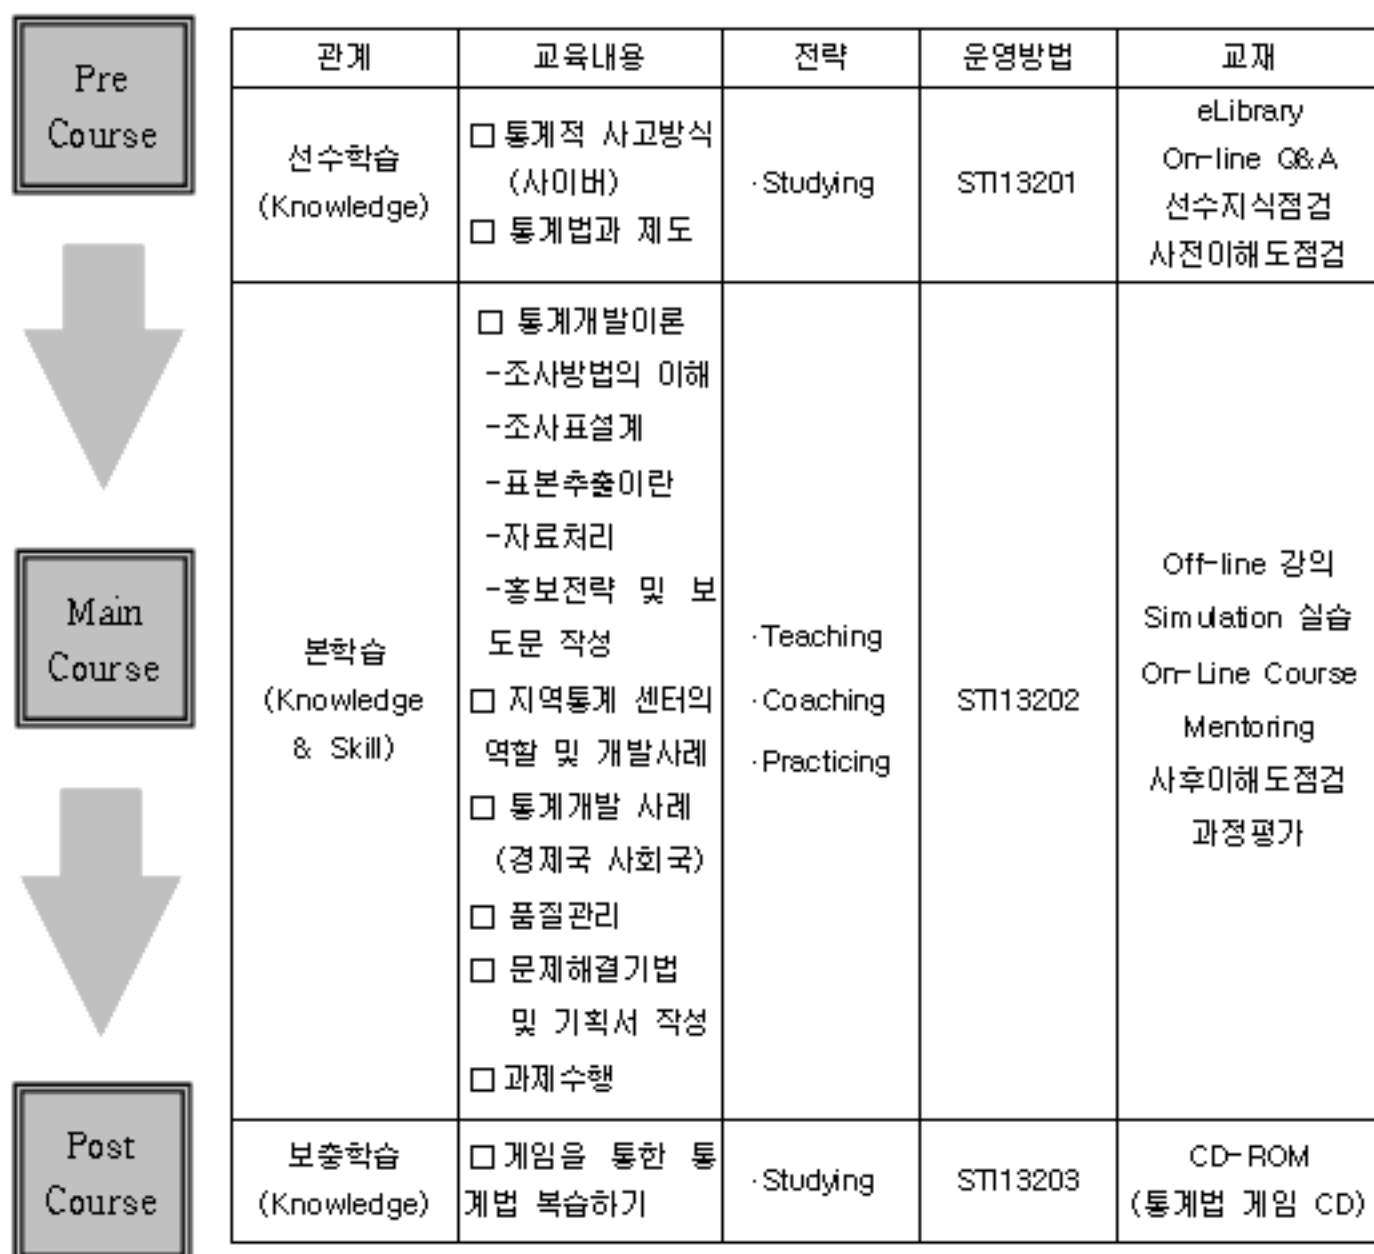 Pre
Course
Main
Course
Post
Course
관계 교육내용 전략 운영방법 교재
선수학습
(Knowledge)
□ 통계적 사고방식
(사이버)
□ 통계법과 제도
·Studying
STI13201
eLibrary
On-line Q&A
선수지식점검
사전이해도점검
본학습
(Knowledge
& Skill)
□ 통계개발이론
-조사방법의 이해
-조사표설계
-표본추출이란
-자료처리
-홍보전략 및 보
도문 작성
□ 지역통계 센터의
역할 및 개발사례
□ 통계개발 사례
(경제국 사회국)
□ 품질관리
□ 문제해결기법
및 기획서 작성
□ 과제수행
·Teaching
·Coaching
·Practicing
STI13202
Off-line 강의
Simulation 실습
On-Line Course
Mentoring
사후이해도점검
과정평가
보충학습
(Knowledge)
□게임을 통한 통
계법 복습하기
·Studying
STI13203
CD-ROM
(통계법 게임 CD)